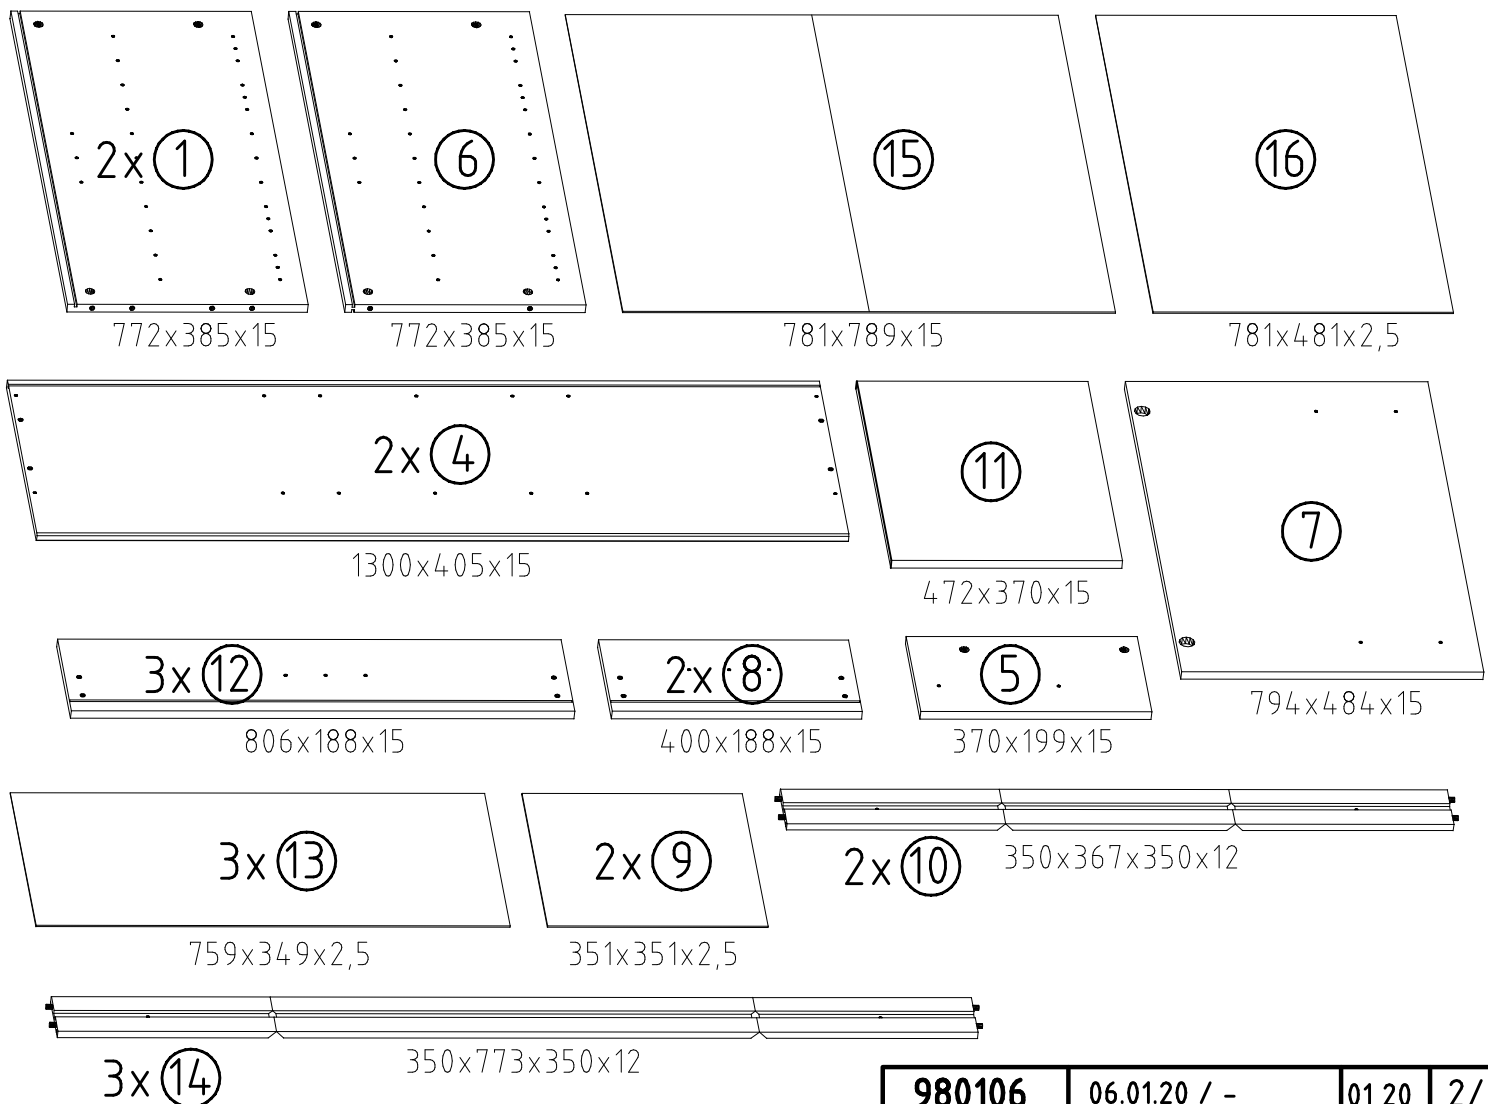 2x 1
6
15
16
772x385x15
772x385x15
781x789x15
781x481x2,5
2x 4
11
7
1300x405x15
472x370x15
3x 12
2x 8
5
794x484x15
806x188x15
400x188x15
370x199x15
3x 13
2x 9
2x 10
350x367x350x12
759x349x2,5
351x351x2,5
3x 14
350x773x350x12
980106 06.01.20 / - 01 20 2/